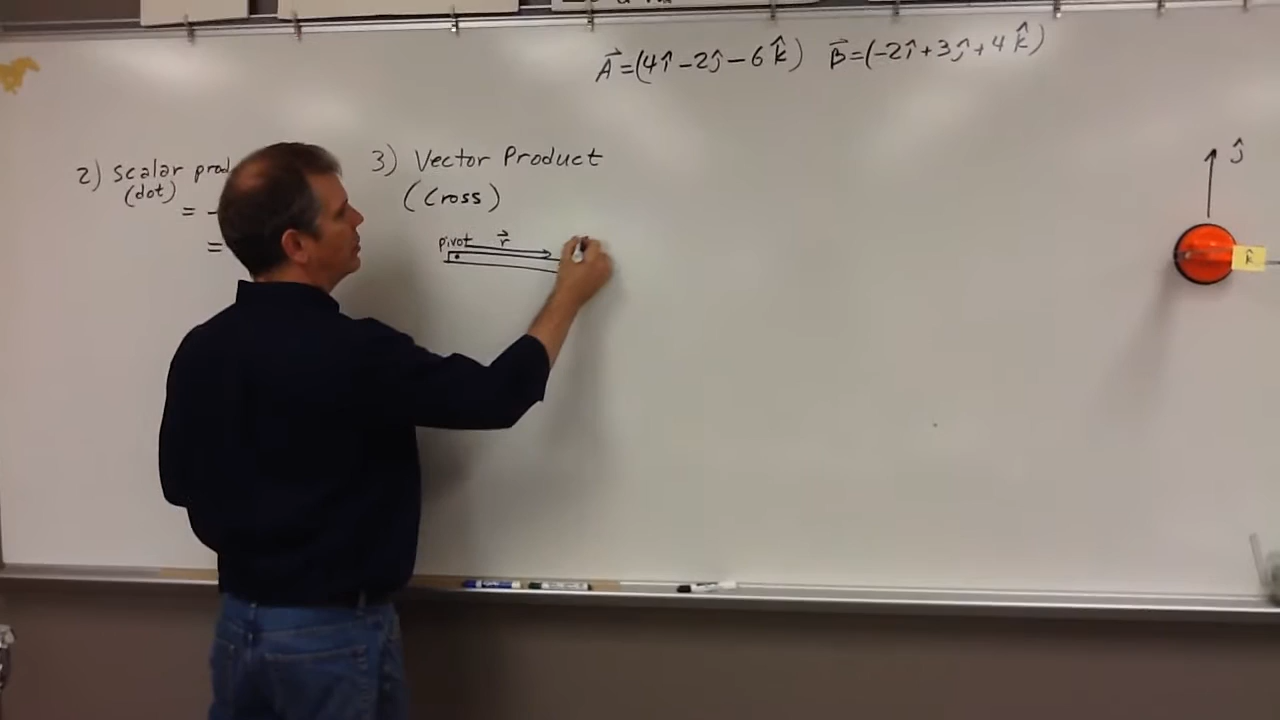 A⃗=(4î-2ĵ-6k̂) B⃗=(-2î+3ĵ+4k̂)
2) Scalar prod
(dot)
=
=
3) Vector Product
(Cross)
pivot r⃗
ĵ
k̂